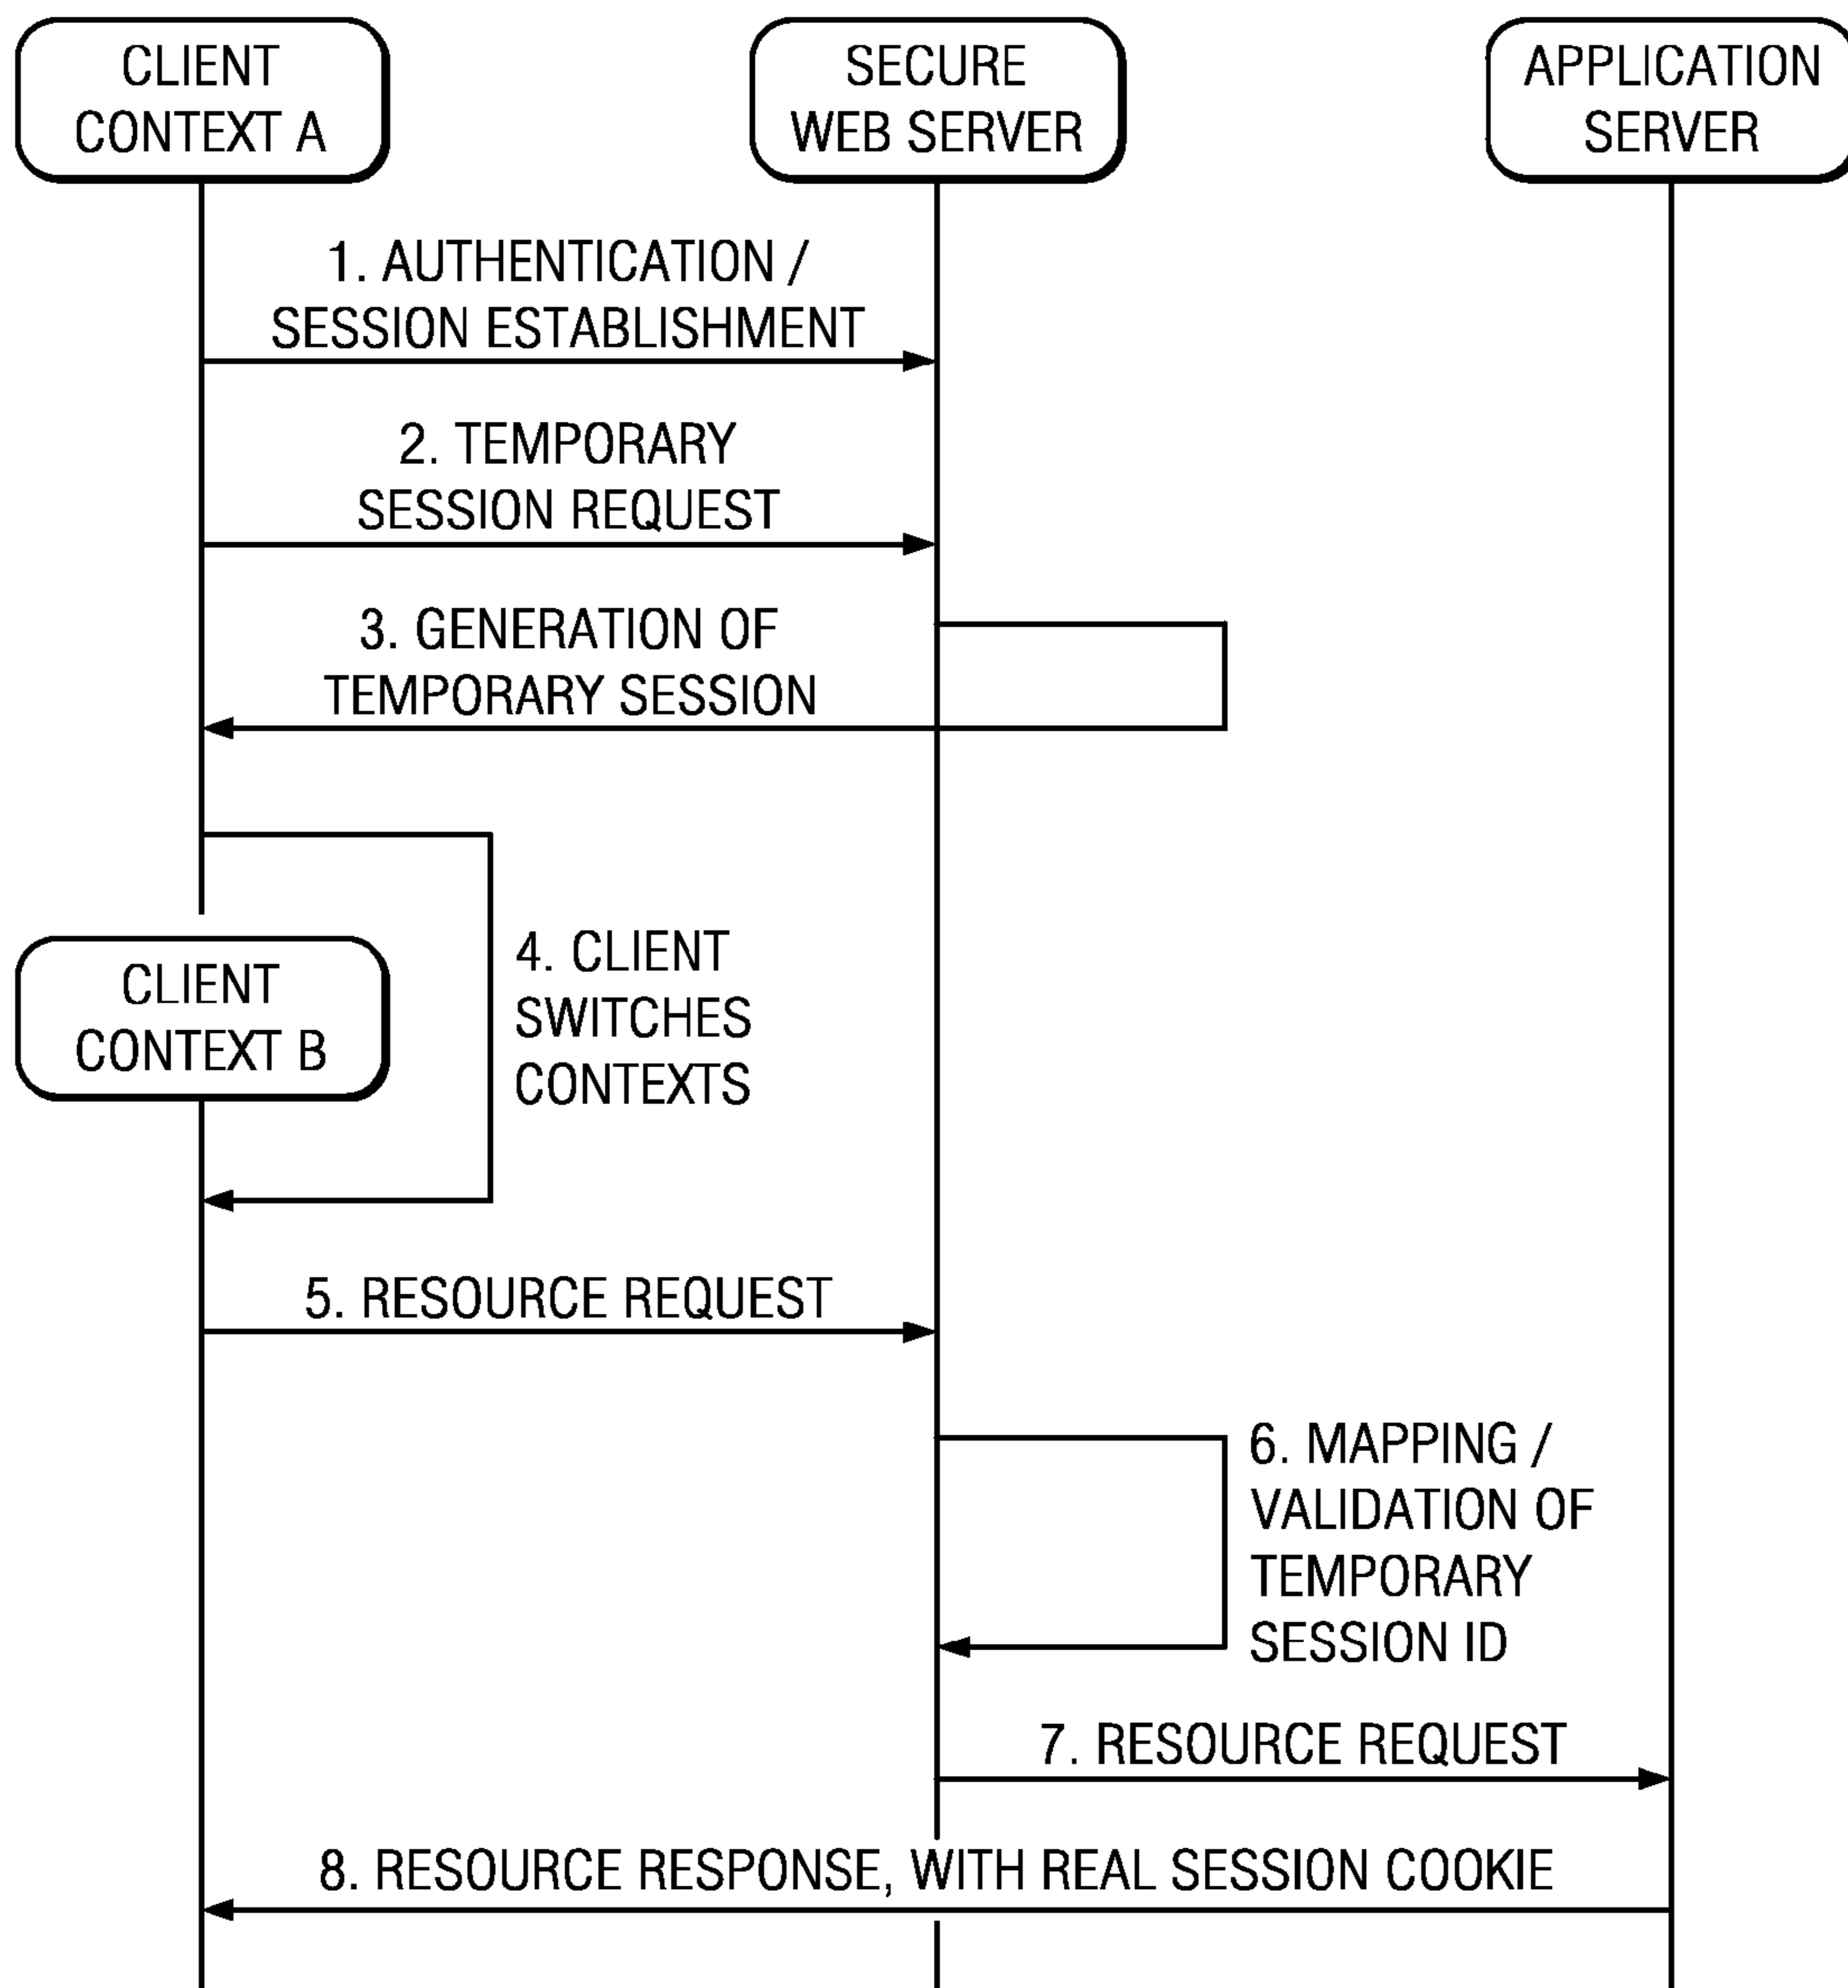 CLIENT
CONTEXT A
SECURE
WEB SERVER
APPLICATION
SERVER
1. AUTHENTICATION /
SESSION ESTABLISHMENT
2. TEMPORARY
SESSION REQUEST
3. GENERATION OF
TEMPORARY SESSION
CLIENT
CONTEXT B
4. CLIENT
SWITCHES
CONTEXTS
5. RESOURCE REQUEST
6. MAPPING /
VALIDATION OF
TEMPORARY
SESSION ID
7. RESOURCE REQUEST
8. RESOURCE RESPONSE, WITH REAL SESSION COOKIE